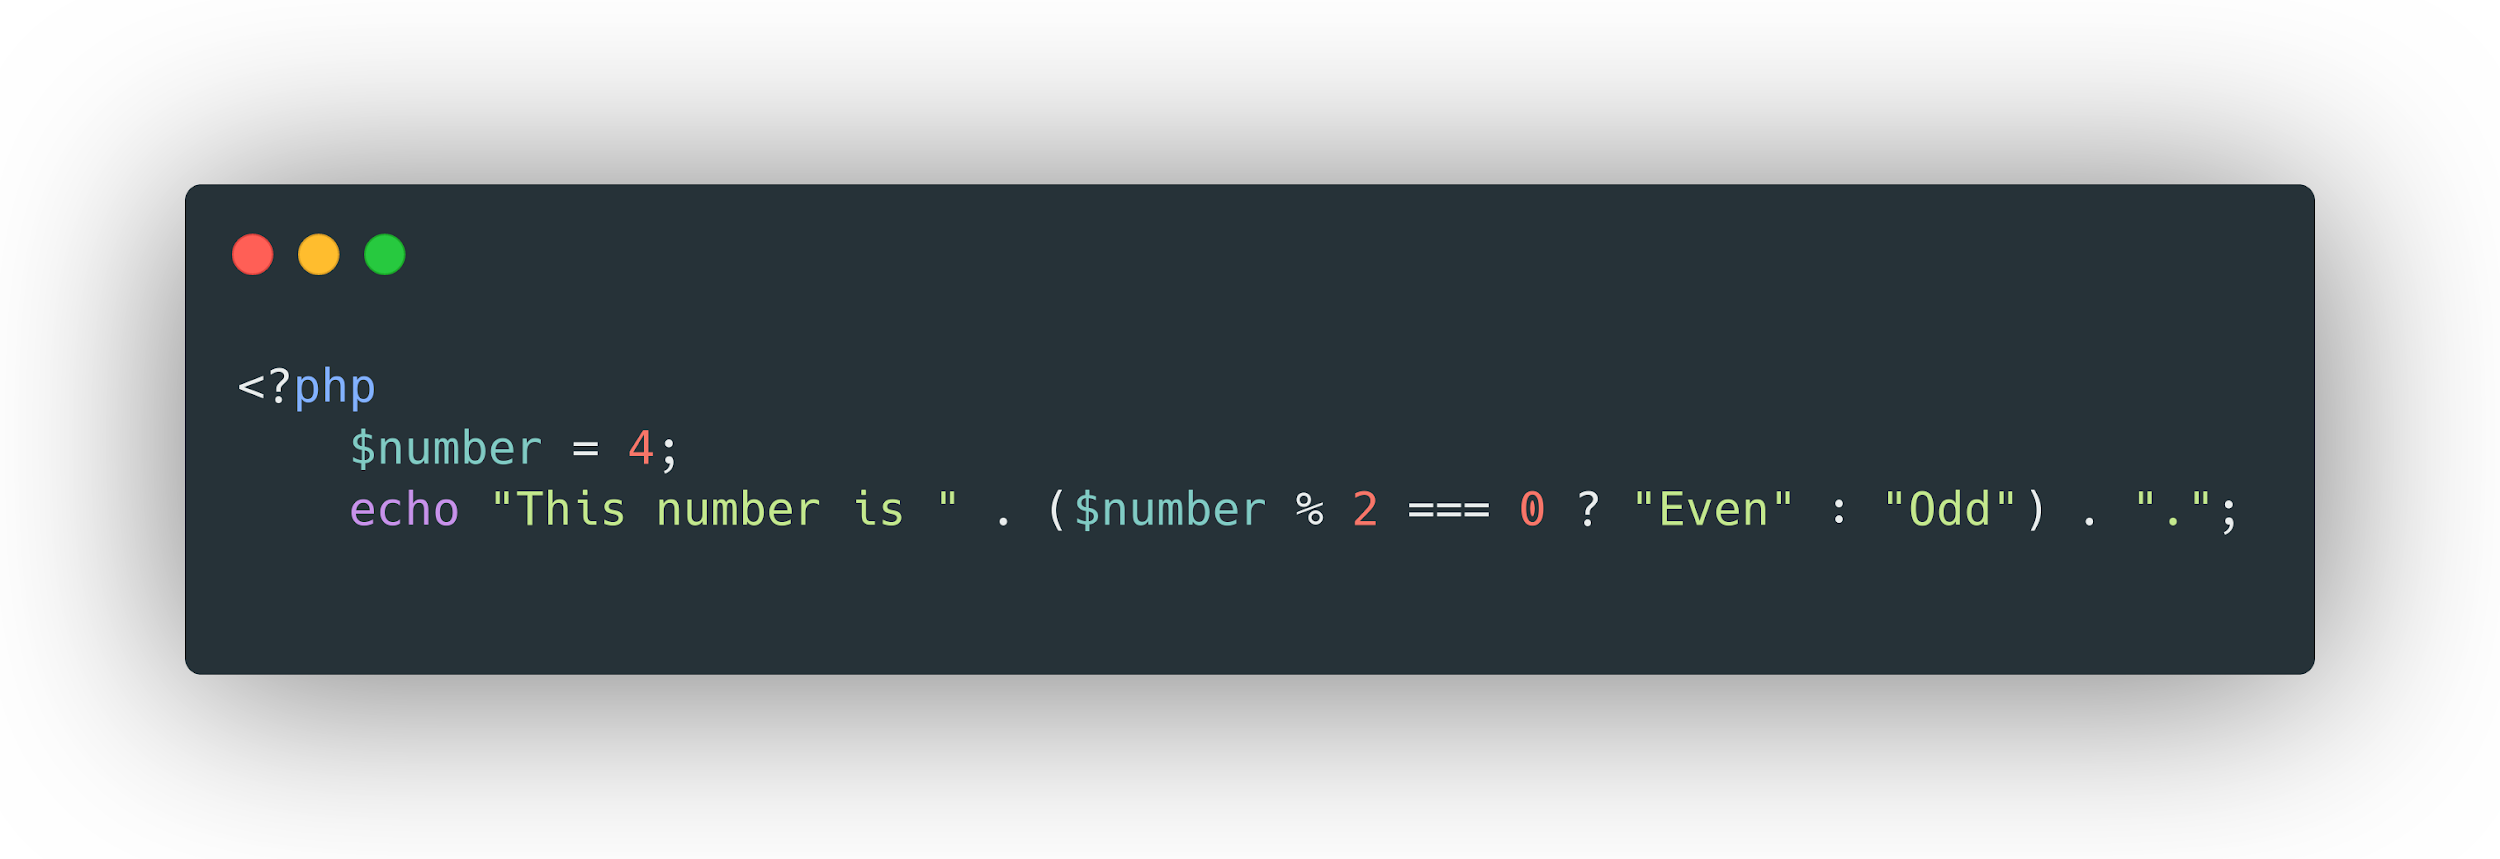 <?php
    $number = 4;
    echo "This number is " . ($number % 2 === 0 ? "Even" : "Odd") . ".";